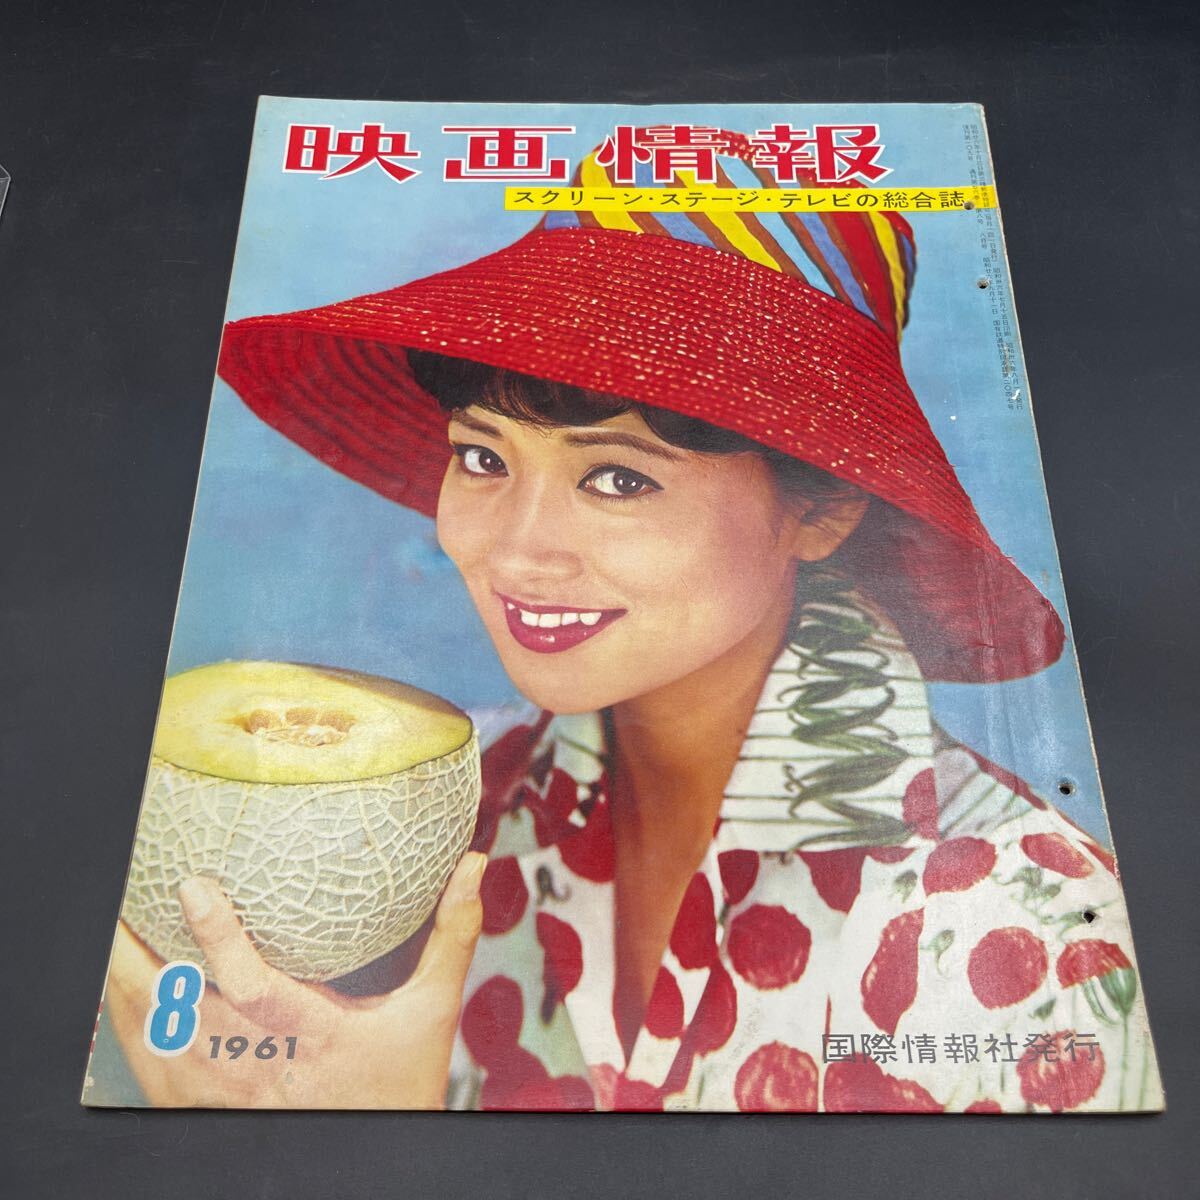 映画情報
スクリーン・ステージ・テレビの総合誌
8
1961
国際情報社発行